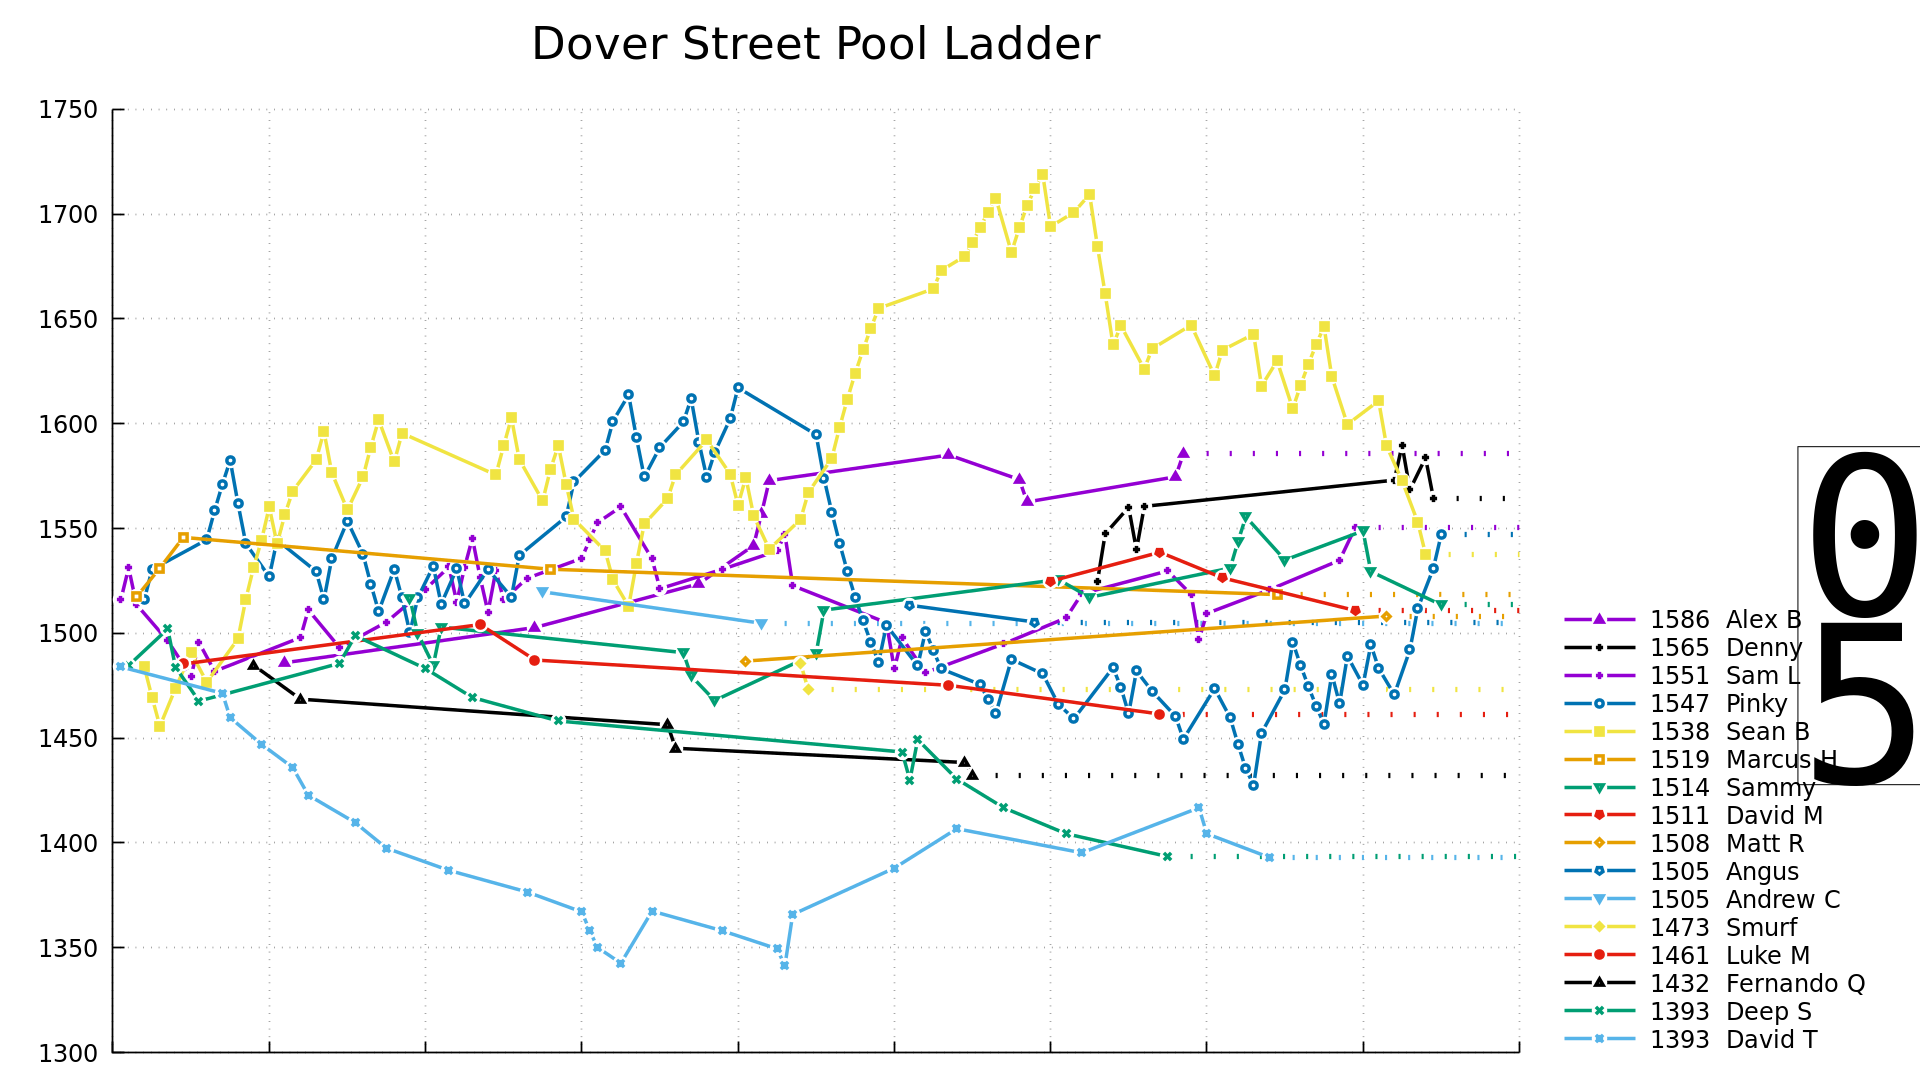 Dover Street Pool Ladder
1750
1700
1650
1600
1550
1500
1450
1400
1350
1300
05
1586 Alex B
1565 Denny
1551 Sam L
1547 Pinky
1538 Sean B
1519 Marcus H
1514 Sammy
1511 David M
1508 Matt R
1505 Angus
1505 Andrew C
1473 Smurf
1461 Luke M
1432 Fernando Q
1393 Deep S
1393 David T